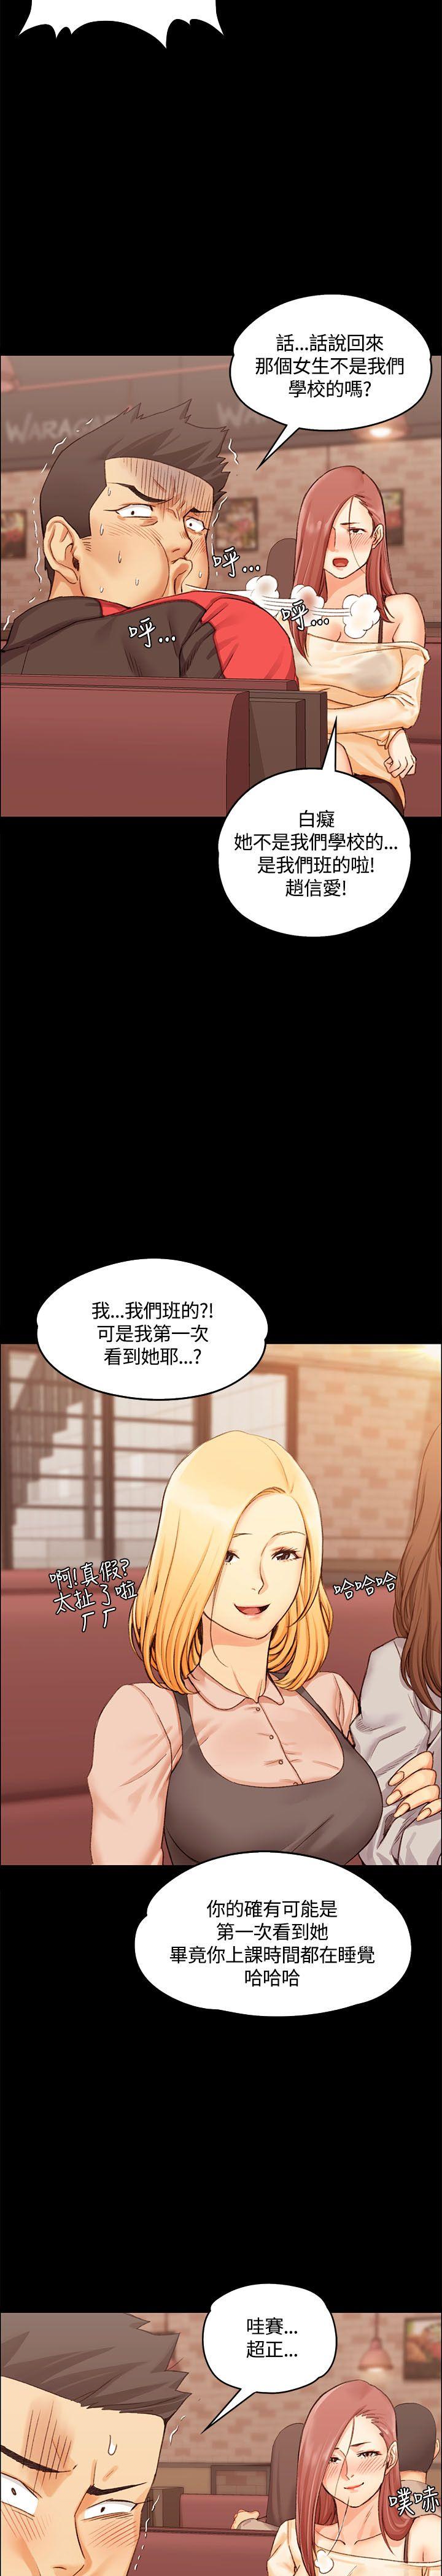 話...話說回來
那個女生不是我們
學校的嗎?
WARA
呼...
呼...
呼...
白癡
她不是我們學校的...
是我們班的啦!
趙信愛!
我...我們班的?!
可是我第一次
看到她耶...?
啊!真假?
太扯了啦
ㄏㄏ
哈哈哈
你的確有可能是
第一次看到她
畢竟你上課時間都在睡覺
哈哈哈
哇賽...
超正...
噗哧